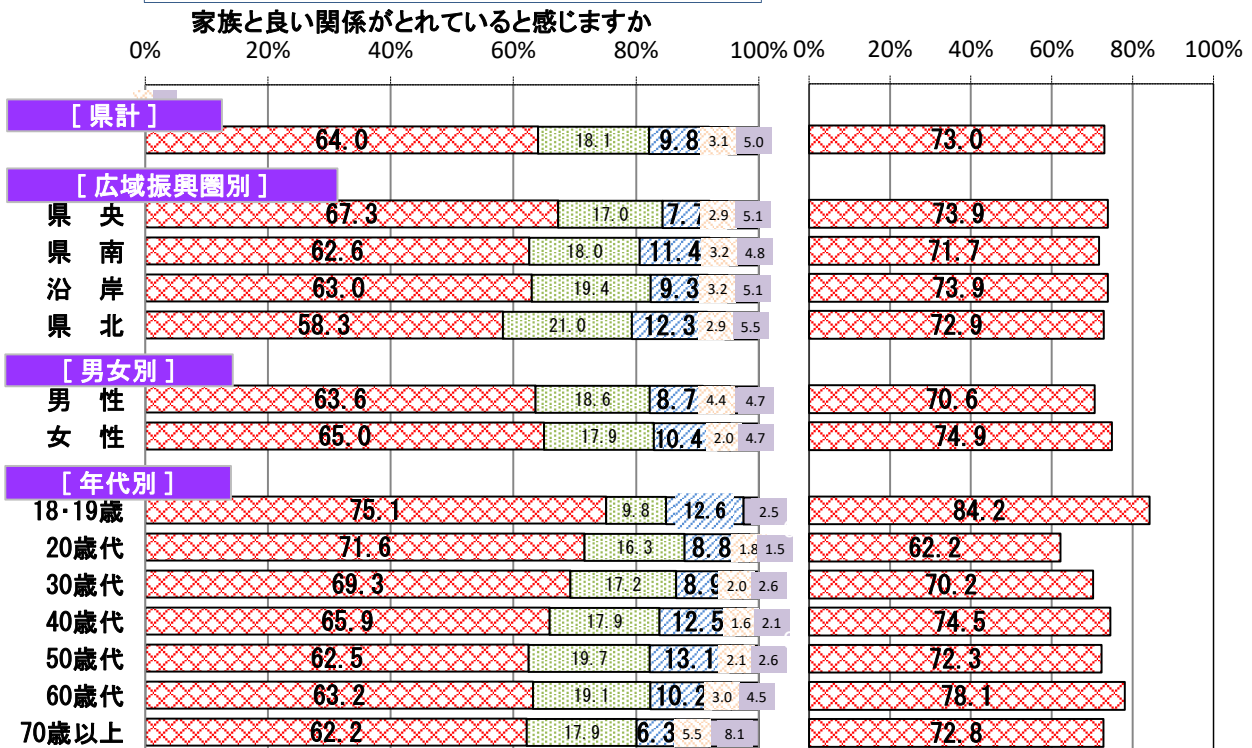 家族と良い関係がとれていると感じますか
0% 20% 40% 60% 80% 100% 0% 20% 40% 60% 80% 100%
[ 県計 ]
64.0 18.1 9.8 3.1 5.0 73.0
[ 広域振興圏別 ]
県 央 67.3 17.0 7.7 2.9 5.1 73.9
県 南 62.6 18.0 11.4 3.2 4.8 71.7
沿 岸 63.0 19.4 9.3 3.2 5.1 73.9
県 北 58.3 21.0 12.3 2.9 5.5 72.9
[ 男女別 ]
男 性 63.6 18.6 8.7 4.4 4.7 70.6
女 性 65.0 17.9 10.4 2.0 4.7 74.9
[ 年代別 ]
18・19歳 75.1 9.8 12.6 2.5 84.2
20歳代 71.6 16.3 8.8 1.8 1.5 62.2
30歳代 69.3 17.2 8.9 2.0 2.6 70.2
40歳代 65.9 17.9 12.5 1.6 2.1 74.5
50歳代 62.5 19.7 13.1 2.1 2.6 72.3
60歳代 63.2 19.1 10.2 3.0 4.5 78.1
70歳以上 62.2 17.9 6.3 5.5 8.1 72.8